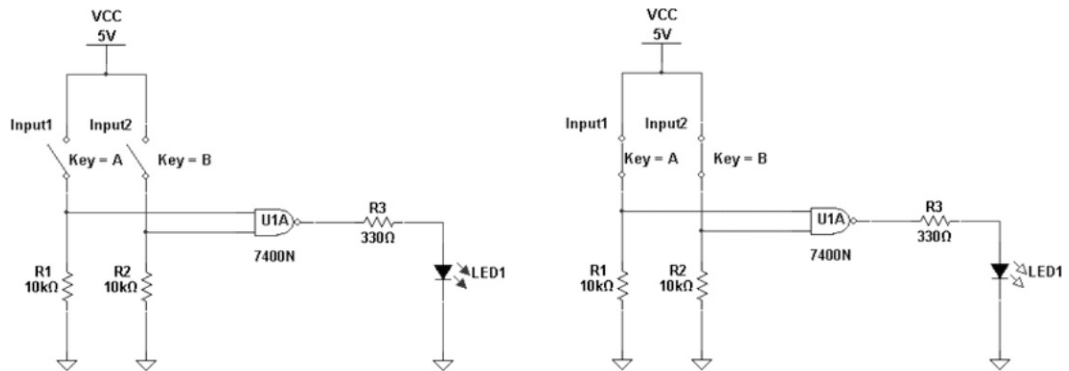 VCC
5V
Input1
Input2
Key = A
Key = B
U1A
7400N
R3
330Ω
R1
10kΩ
R2
10kΩ
LED1
VCC
5V
Input1
Input2
Key = A
Key = B
U1A
7400N
R3
330Ω
R1
10kΩ
R2
10kΩ
LED1